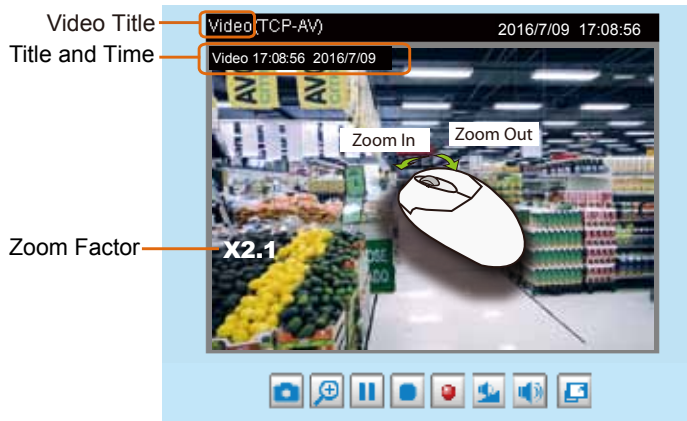 Video Title
Video(TCP-AV) 2016/7/09 17:08:56
Title and Time
Video 17:08:56 2016/7/09
Zoom In
Zoom Out
Zoom Factor
X2.1